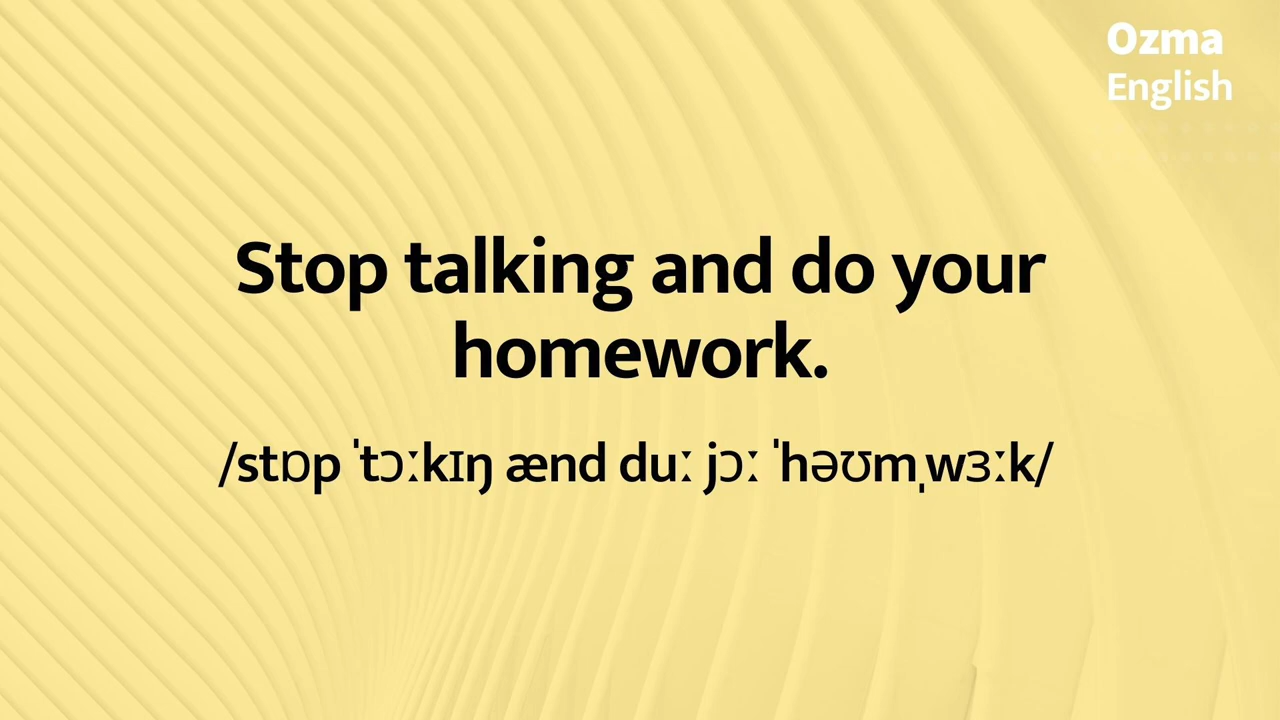 Ozma
English
Stop talking and do your
homework.
/stɒp ˈtɔːkɪŋ ænd duː jɔː ˈhəʊmˌwɜːk/